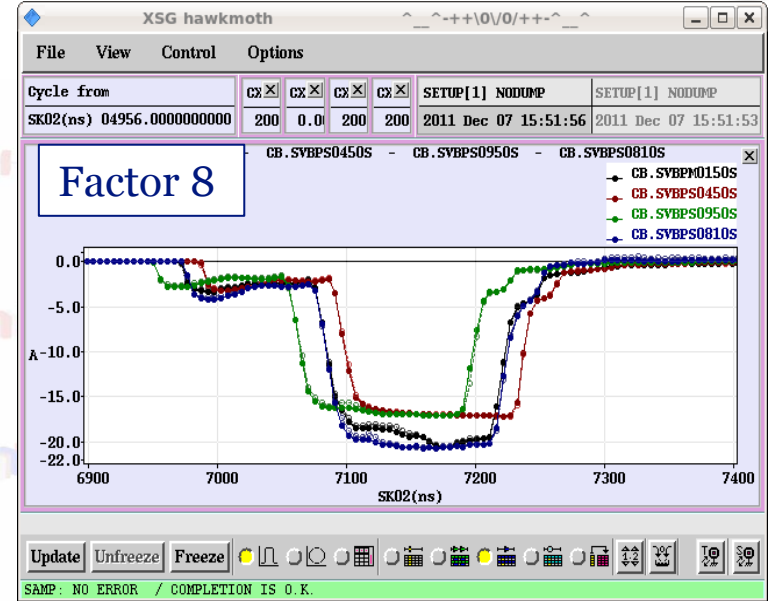 XSG hawkmoth ^__^-++\0\/0/++-^__^
File View Control Options
Cycle from
SK02(ns) 04956.0000000000
CX CX CX CX
200 0.0 200 200
SETUP[1] NODUMP SETUP[1] NODUMP
2011 Dec 07 15:51:56 2011 Dec 07 15:51:53
Factor 8
- CB.SVBPS0450S - CB.SVBPS0950S - CB.SVBPS0810S
CB.SVBPM0150S
CB.SVBPS0450S
CB.SVBPS0950S
CB.SVBPS0810S
0.0
-5.0
A -10.0
-15.0
-20.0
-22.0
6900 7000 7100 7200 7300 7400
SK02(ns)
Update Unfreeze Freeze
SAMP: NO ERROR / COMPLETION IS O.K.